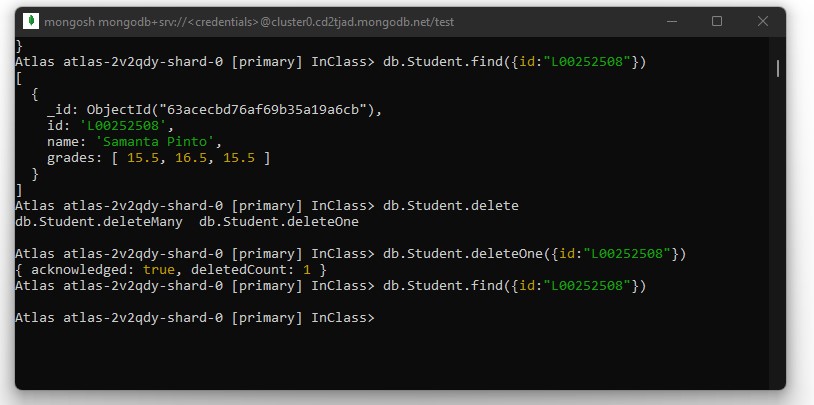 mongosh mongodb+srv://<credentials>@cluster0.cd2tjad.mongodb.net/test
}
Atlas atlas-2v2qdy-shard-0 [primary] InClass> db.Student.find({id:"L00252508"})
[
  {
    _id: ObjectId("63acecbd76af69b35a19a6cb"),
    id: 'L00252508',
    name: 'Samanta Pinto',
    grades: [ 15.5, 16.5, 15.5 ]
  }
]
Atlas atlas-2v2qdy-shard-0 [primary] InClass> db.Student.delete
db.Student.deleteMany  db.Student.deleteOne
Atlas atlas-2v2qdy-shard-0 [primary] InClass> db.Student.deleteOne({id:"L00252508"})
{ acknowledged: true, deletedCount: 1 }
Atlas atlas-2v2qdy-shard-0 [primary] InClass> db.Student.find({id:"L00252508"})
Atlas atlas-2v2qdy-shard-0 [primary] InClass>